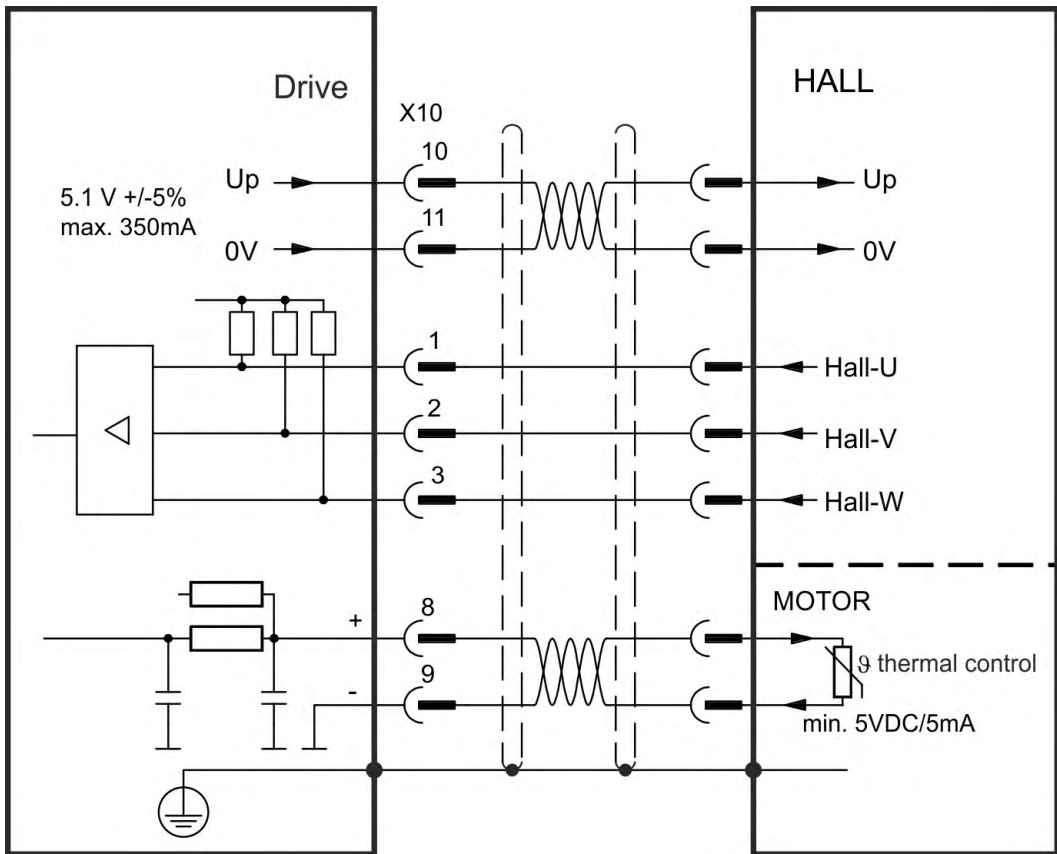 Drive
HALL
X10
10
Up
Up
5.1 V +/-5%
max. 350mA
11
0V
0V
1
Hall-U
2
Hall-V
3
Hall-W
MOTOR
8
+
ϑ thermal control
9
-
min. 5VDC/5mA